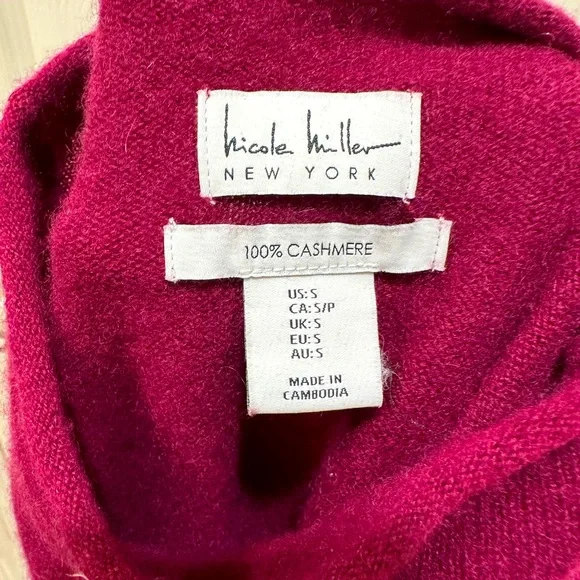 nicole miller
NEW YORK
100% CASHMERE
US: S
CA: S/P
UK: S
EU: S
AU: S
MADE IN
CAMBODIA